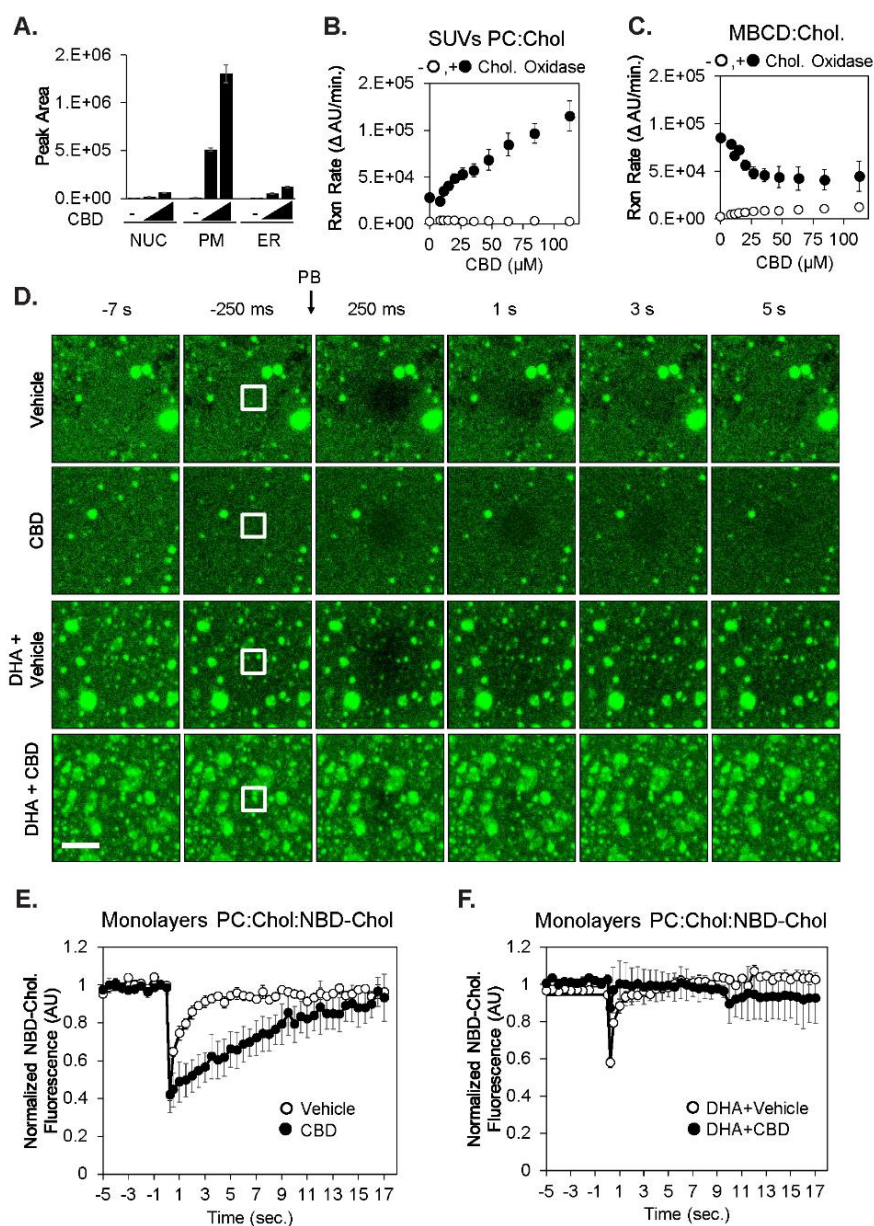 A.
2.E+06
1.E+06
5.E+05
0.E+00
Peak Area
CBD - - -
NUC PM ER
B.
SUVs PC:Chol
-○,+● Chol. Oxidase
2.E+05
1.E+05
1.E+05
5.E+04
0.E+00
Rxn Rate (Δ AU/min.)
0 25 50 75 100
CBD (µM)
C.
MBCD:Chol.
-○,+● Chol. Oxidase
2.E+05
1.E+05
1.E+05
5.E+04
0.E+00
Rxn Rate (Δ AU/min.)
0 25 50 75 100
CBD (µM)
D.
PB
-7 s -250 ms 250 ms 1 s 3 s 5 s
Vehicle
CBD
DHA +
Vehicle
DHA + CBD
E.
Monolayers PC:Chol:NBD-Chol
1.2
1
0.8
0.6
0.4
0.2
0
Normalized NBD-Chol.
Fluorescence (AU)
Vehicle
CBD
-5 -3 -1 1 3 5 7 9 11 13 15 17
Time (sec.)
F.
Monolayers PC:Chol:NBD-Chol
1.2
1
0.8
0.6
0.4
0.2
0
Normalized NBD-Chol.
Fluorescence (AU)
DHA+Vehicle
DHA+CBD
-5 -3 -1 1 3 5 7 9 11 13 15 17
Time (sec.)